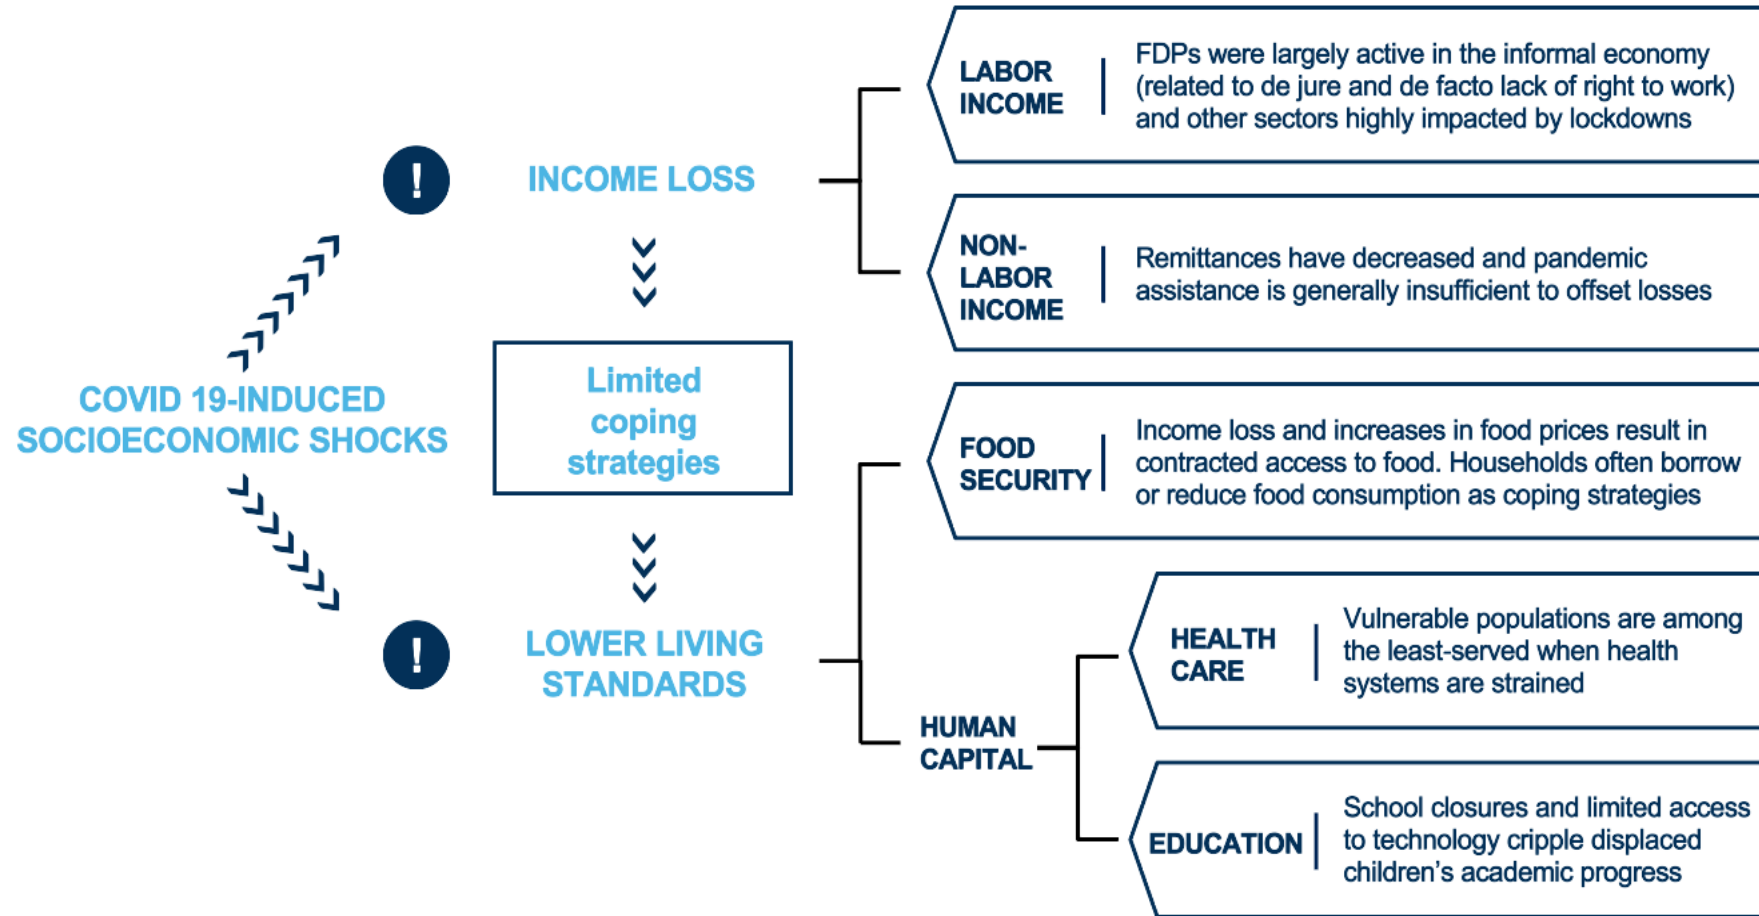 COVID 19-INDUCED
SOCIOECONOMIC SHOCKS
!
INCOME LOSS
Limited
coping
strategies
!
LOWER LIVING
STANDARDS
LABOR
INCOME
FDPs were largely active in the informal economy
(related to de jure and de facto lack of right to work)
and other sectors highly impacted by lockdowns
NON-
LABOR
INCOME
Remittances have decreased and pandemic
assistance is generally insufficient to offset losses
FOOD
SECURITY
Income loss and increases in food prices result in
contracted access to food. Households often borrow
or reduce food consumption as coping strategies
HUMAN
CAPITAL
HEALTH
CARE
Vulnerable populations are among
the least-served when health
systems are strained
EDUCATION
School closures and limited access
to technology cripple displaced
children’s academic progress